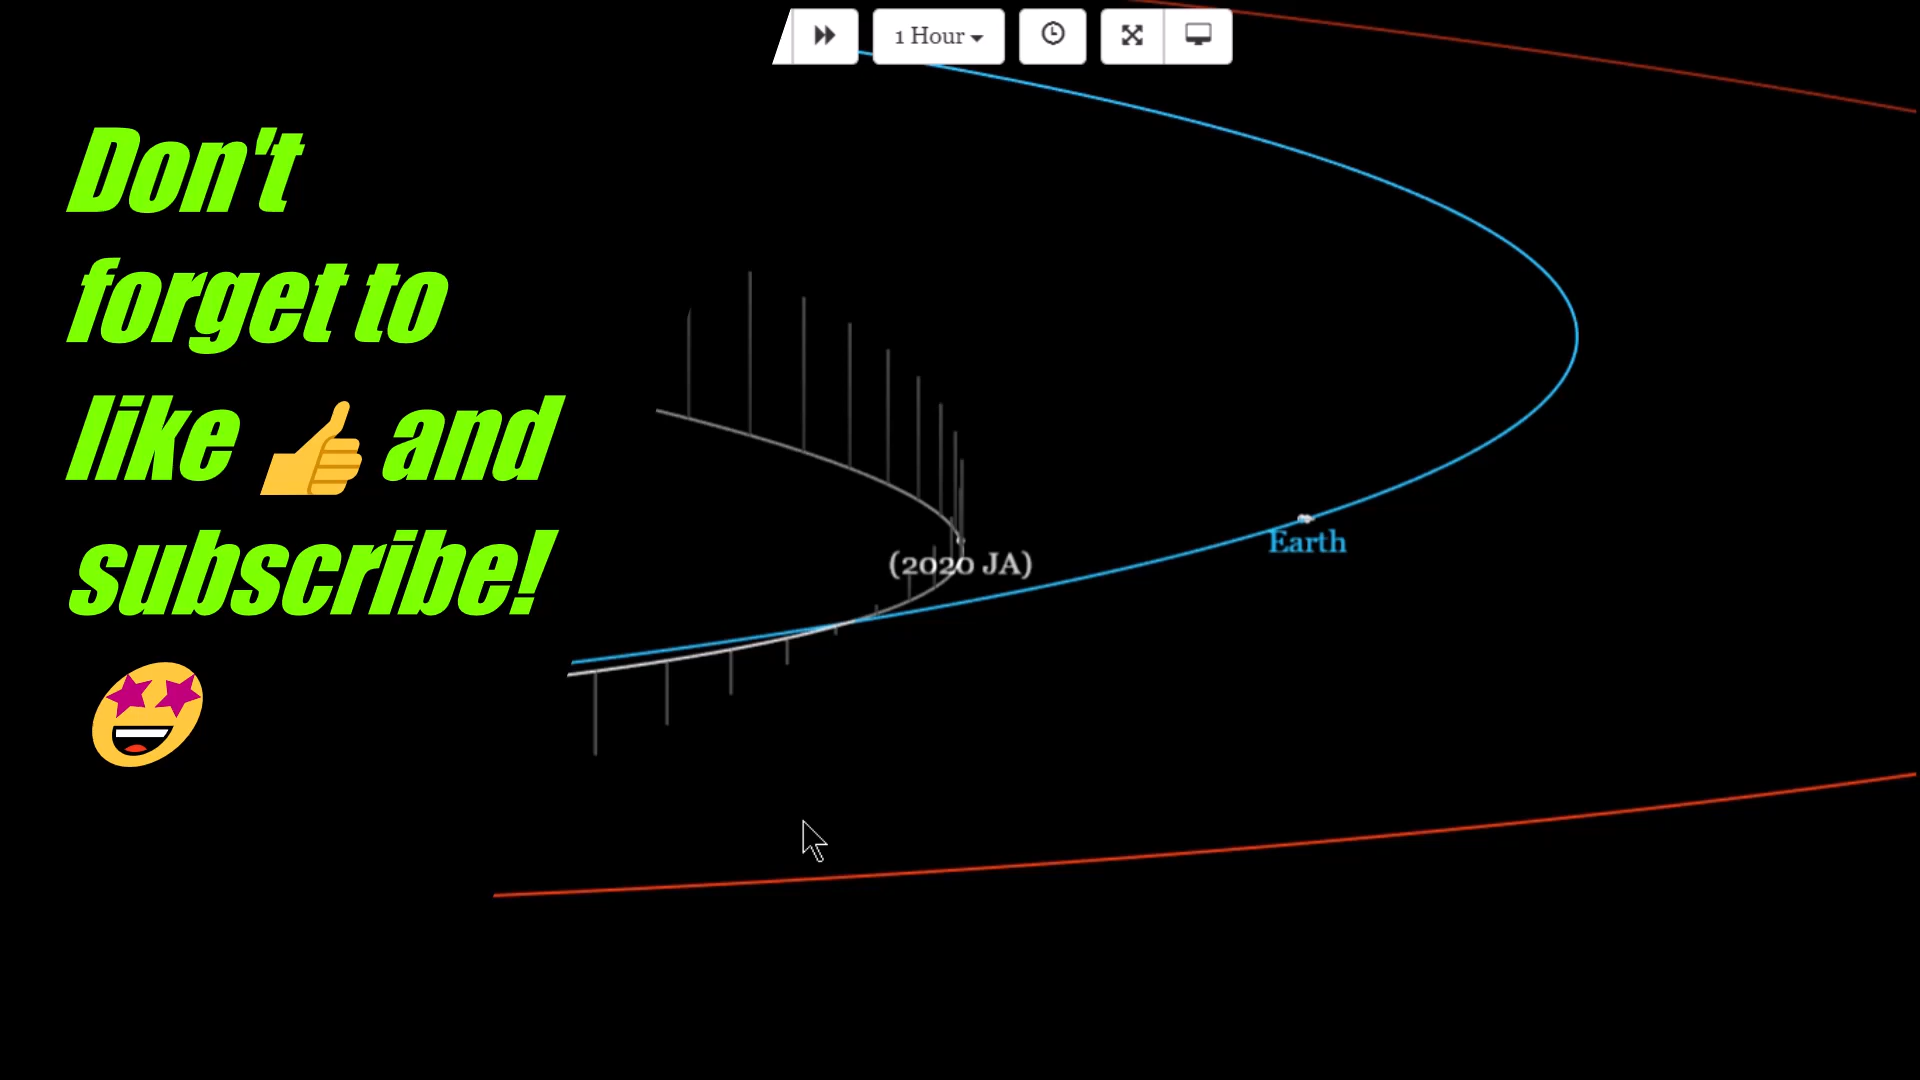 1 Hour
Don't
forget to
like 👍 and
subscribe!
🤩
(2020 JA)
Earth